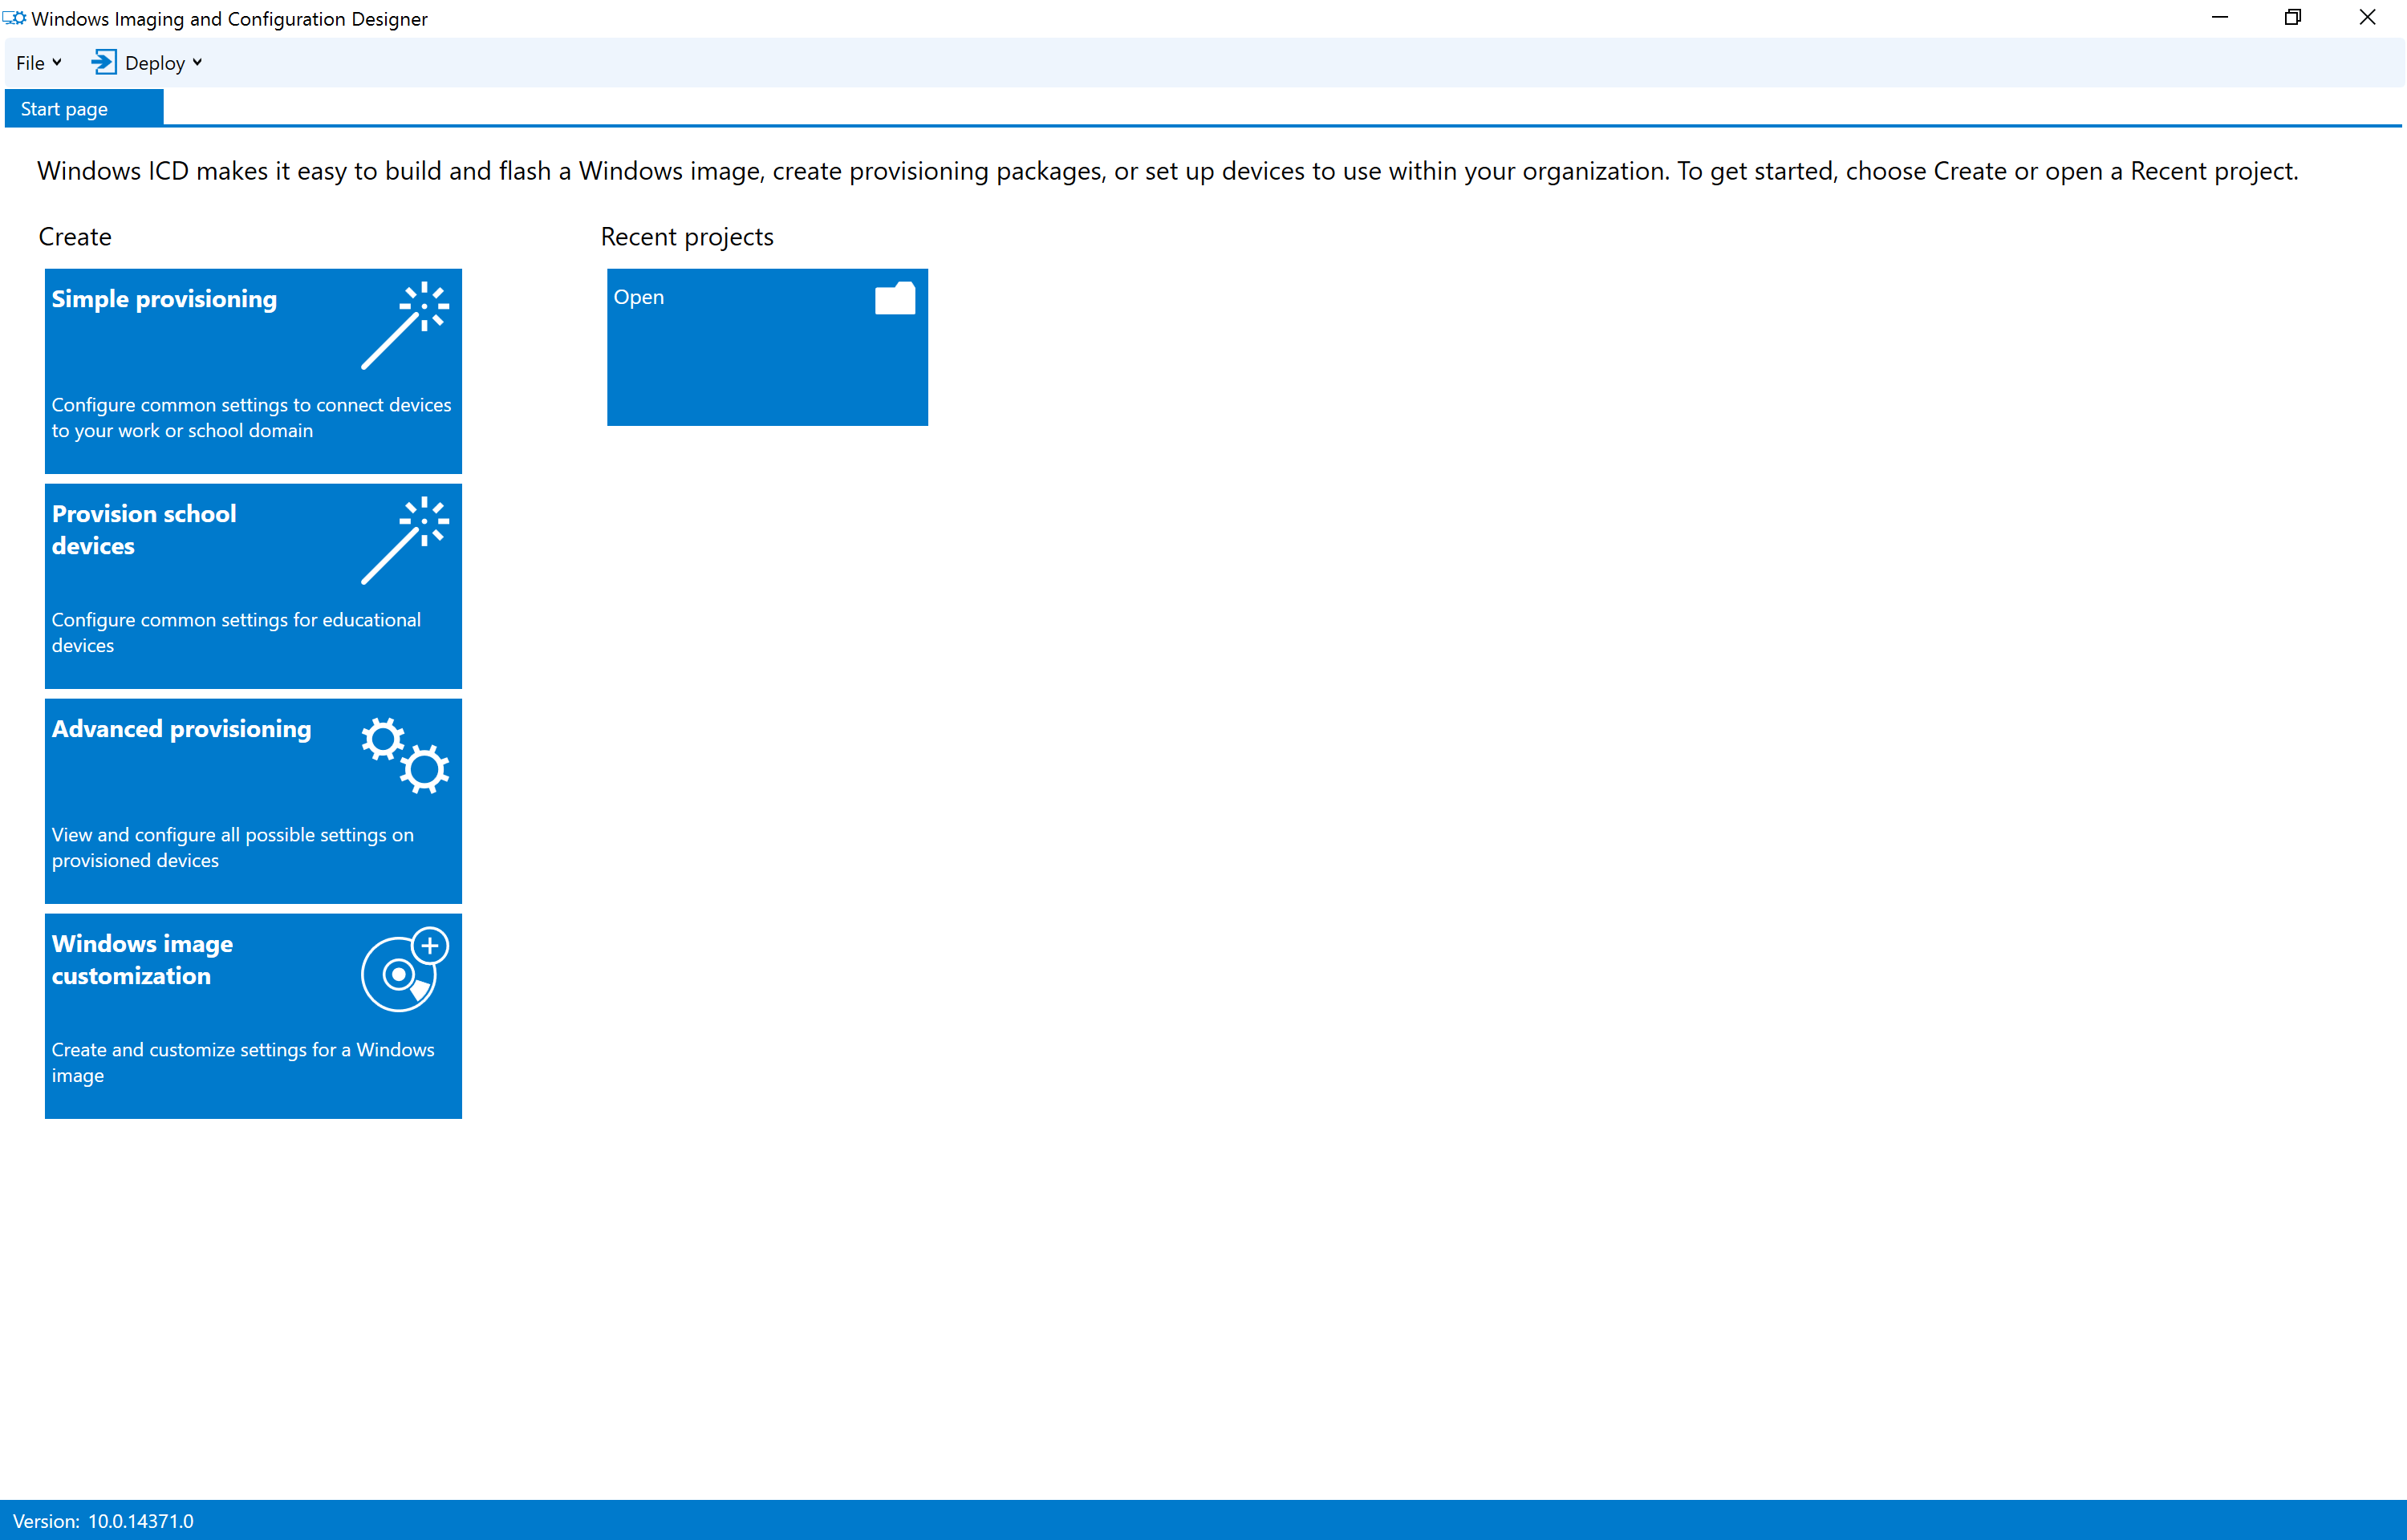 Windows Imaging and Configuration Designer
File
Deploy
Start page
Windows ICD makes it easy to build and flash a Windows image, create provisioning packages, or set up devices to use within your organization. To get started, choose Create or open a Recent project.
Create
Recent projects
Simple provisioning
Configure common settings to connect devices
to your work or school domain
Open
Provision school
devices
Configure common settings for educational
devices
Advanced provisioning
View and configure all possible settings on
provisioned devices
Windows image
customization
Create and customize settings for a Windows
image
Version: 10.0.14371.0